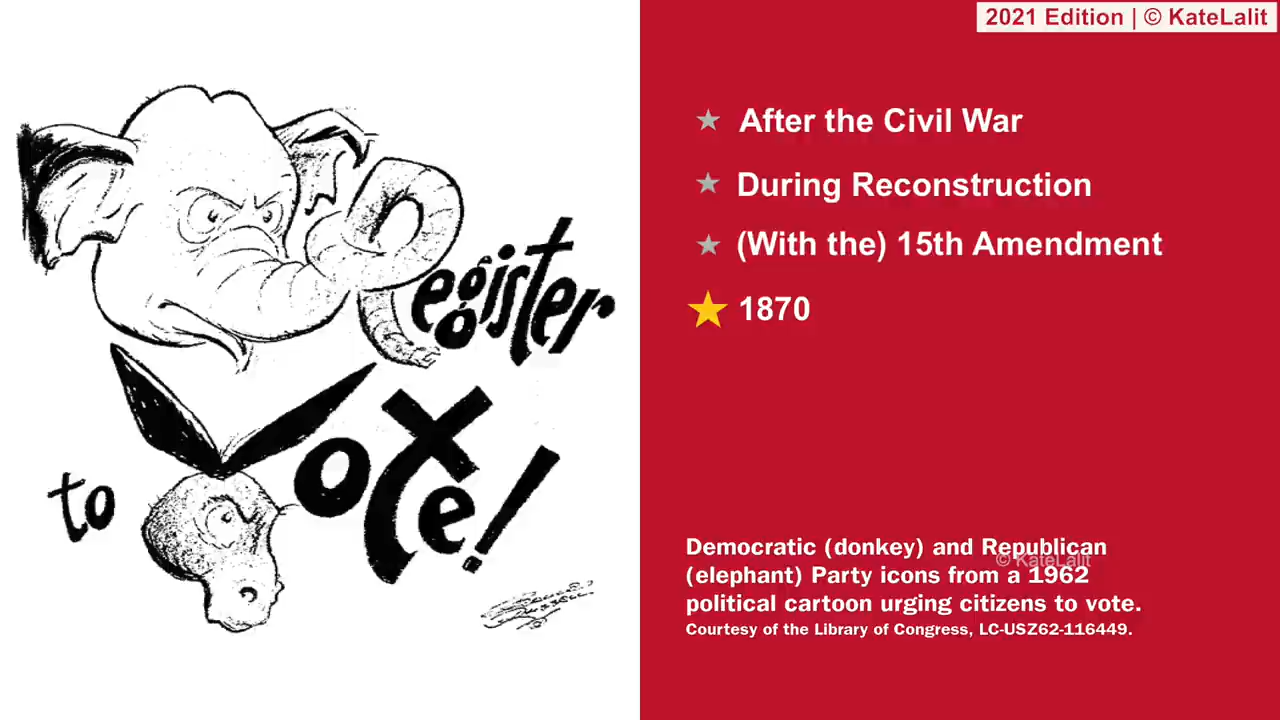 2021 Edition | © KateLalit
Register
to Vote!
After the Civil War
During Reconstruction
(With the) 15th Amendment
1870
Democratic (donkey) and Republican
© KateLalit
(elephant) Party icons from a 1962
political cartoon urging citizens to vote.
Courtesy of the Library of Congress, LC-USZ62-116449.